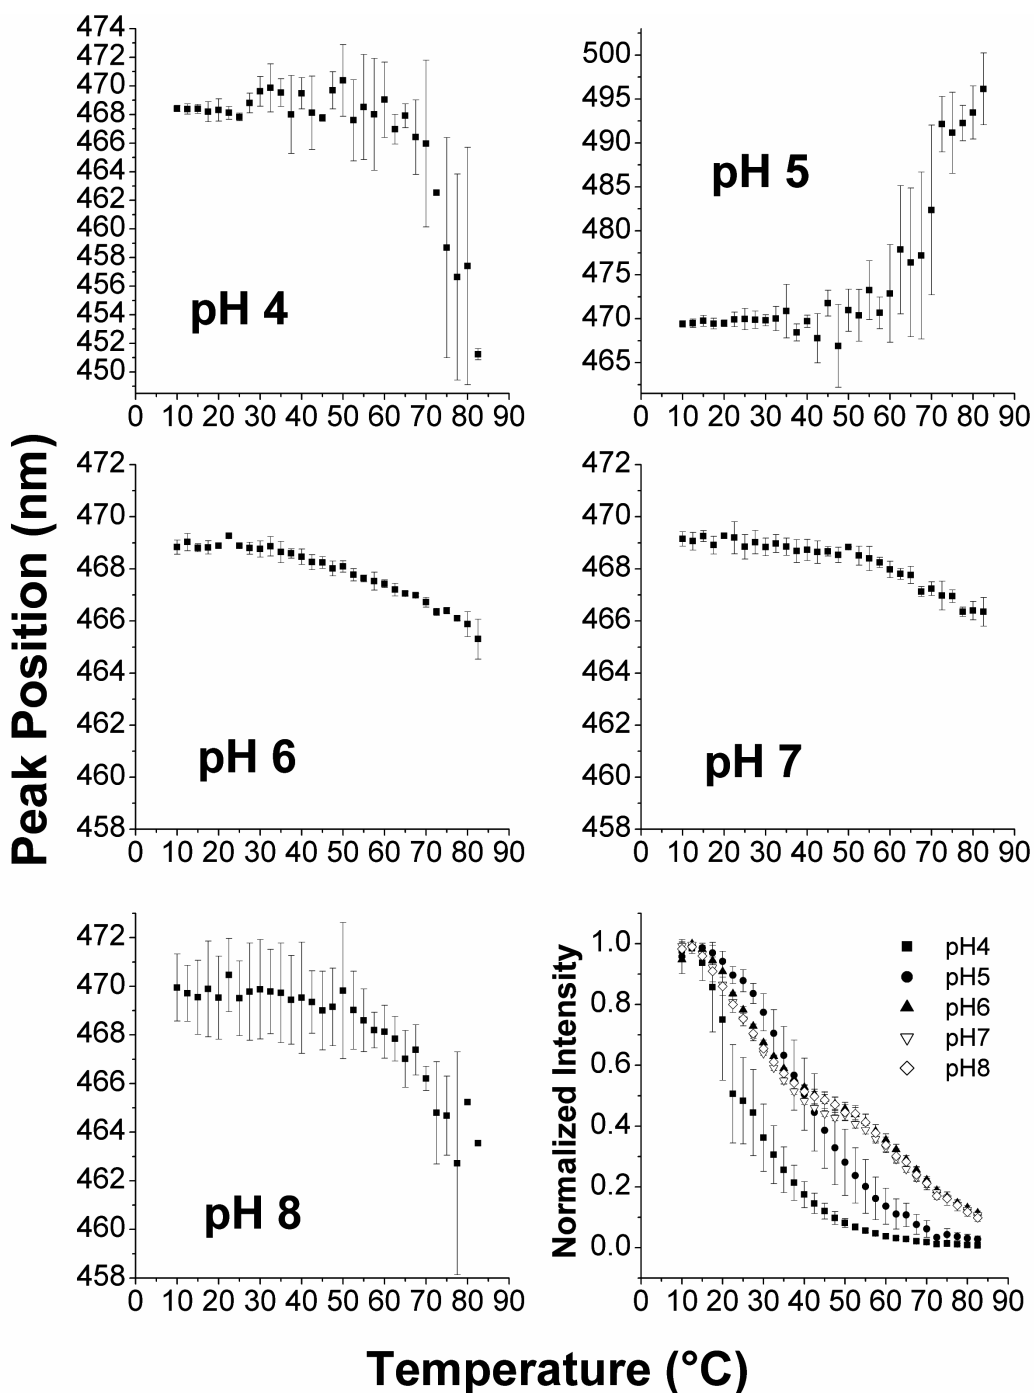 474
472
470
468
466
464
462
460
458
456
454
452
450
0 10 20 30 40 50 60 70 80 90
pH 4
500
495
490
485
480
475
470
465
0 10 20 30 40 50 60 70 80 90
pH 5
Peak Position (nm)
472
470
468
466
464
462
460
458
0 10 20 30 40 50 60 70 80 90
pH 6
472
470
468
466
464
462
460
458
0 10 20 30 40 50 60 70 80 90
pH 7
472
470
468
466
464
462
460
458
0 10 20 30 40 50 60 70 80 90
pH 8
Normalized Intensity
1.0
0.8
0.6
0.4
0.2
0.0
0 10 20 30 40 50 60 70 80 90
pH4
pH5
pH6
pH7
pH8
Temperature (°C)